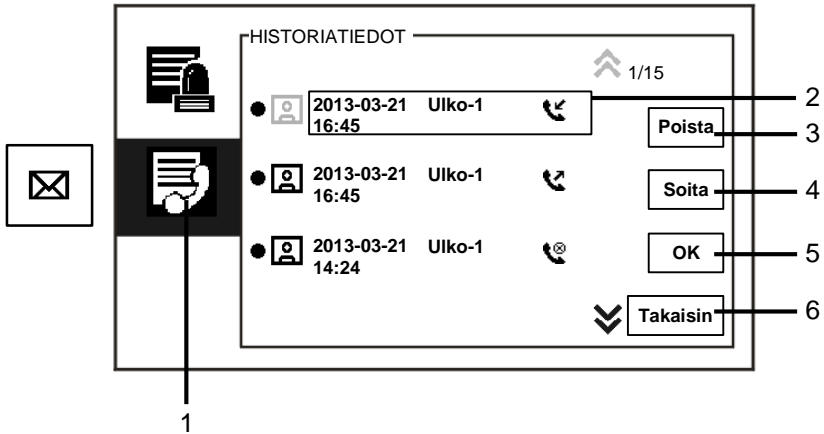 HISTORIATIEDOT
1/15
2013-03-21 Ulko-1
16:45
2
Poista
3
2013-03-21 Ulko-1
16:45
Soita
4
2013-03-21 Ulko-1
14:24
OK
5
Takaisin
6
1